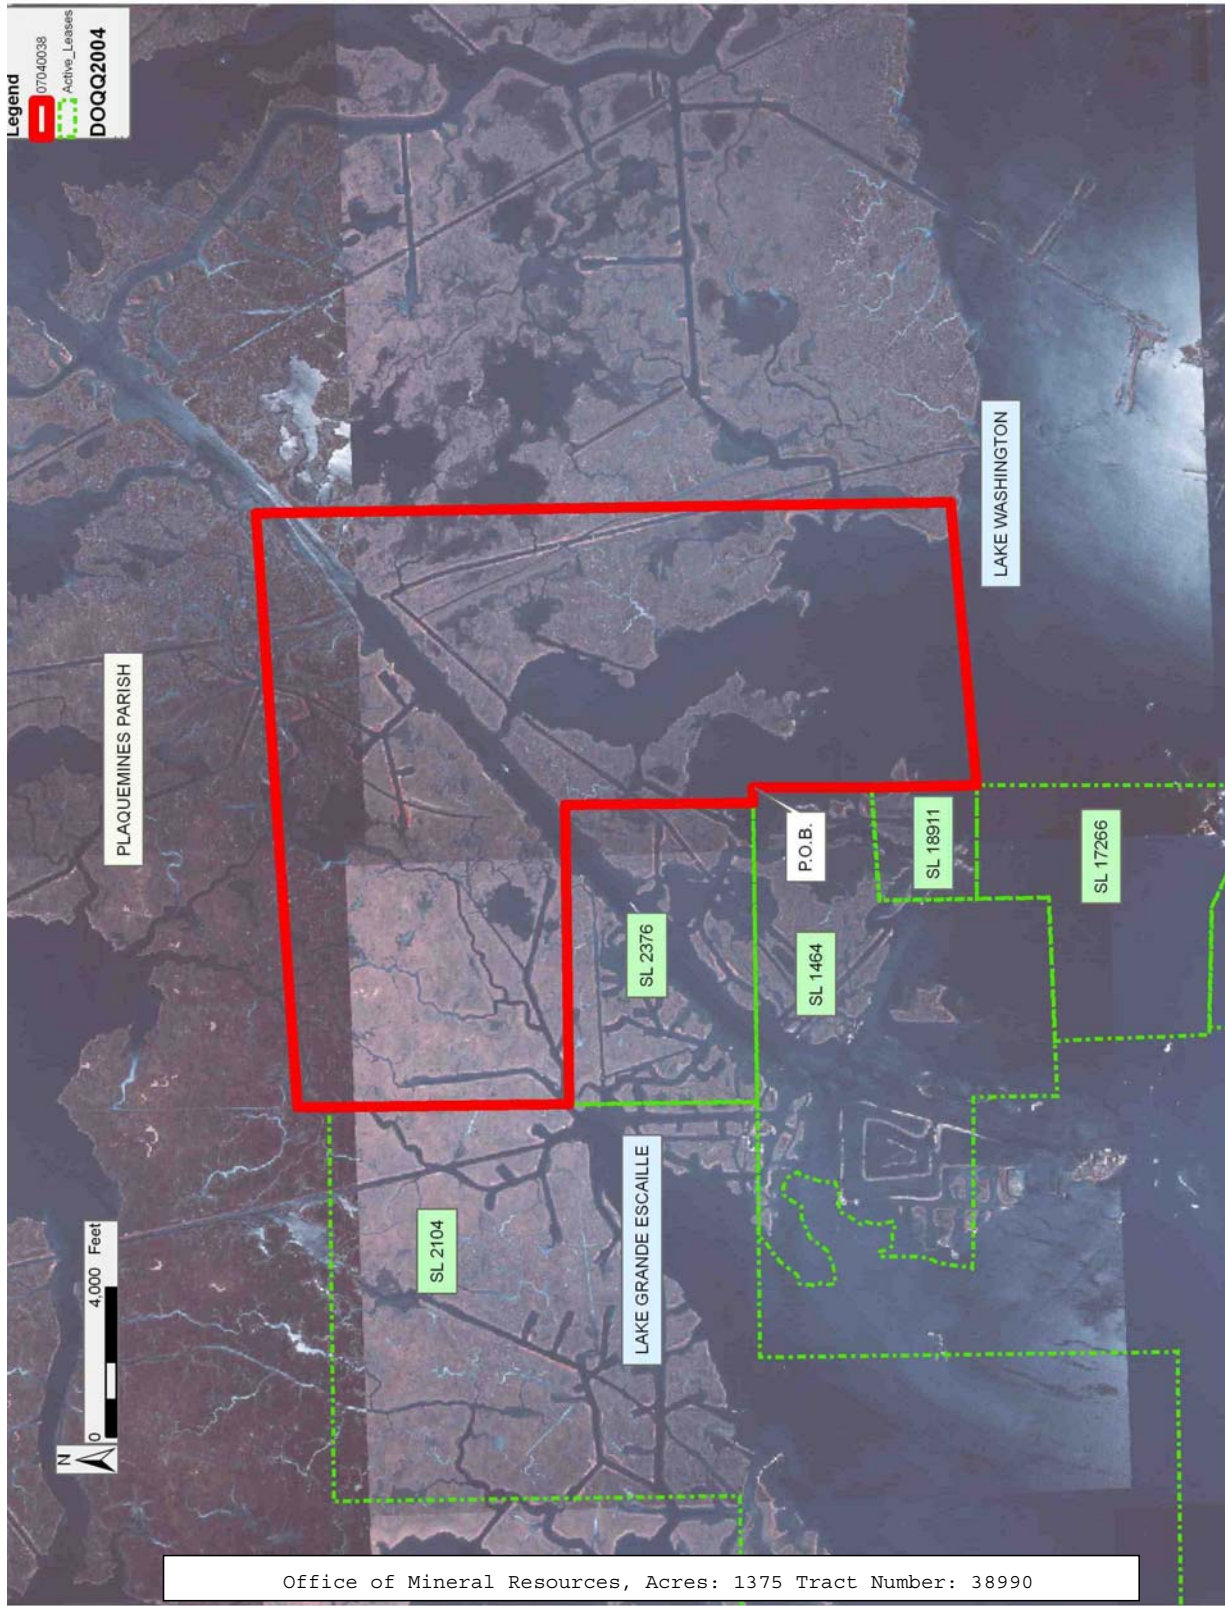 Legend
07040038
Active_Leases
DOQQ2004
PLAQUEMINES PARISH
N
0 4,000 Feet
SL 2104
LAKE GRANDE ESCAILLE
SL 2376
SL 1464
P.O.B.
SL 18911
SL 17266
LAKE WASHINGTON
Office of Mineral Resources, Acres: 1375 Tract Number: 38990